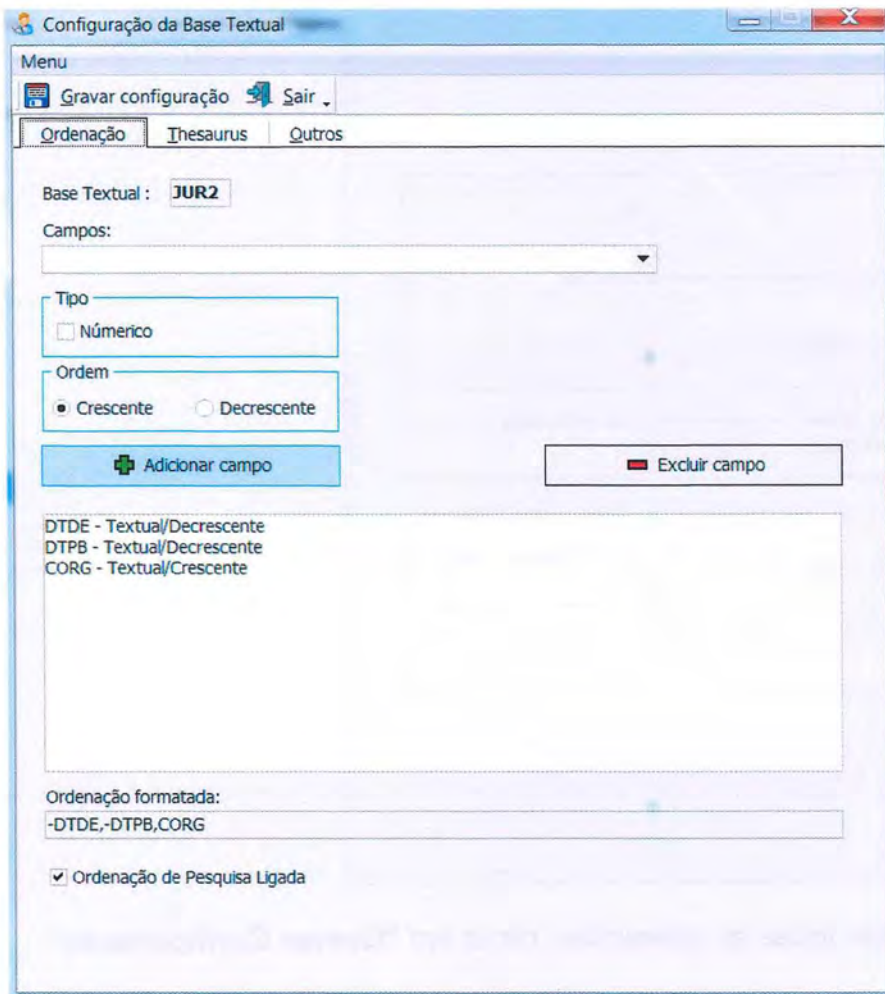 Configuração da Base Textual
Menu
Gravar configuração Sair
Ordenação Thesaurus Outros
Base Textual : JUR2
Campos:
Tipo
Númerico
Ordem
Crescente Decrescente
Adicionar campo Excluir campo
DTDE - Textual/Decrescente
DTPB - Textual/Decrescente
CORG - Textual/Crescente
Ordenação formatada:
-DTDE,-DTPB,CORG
Ordenação de Pesquisa Ligada